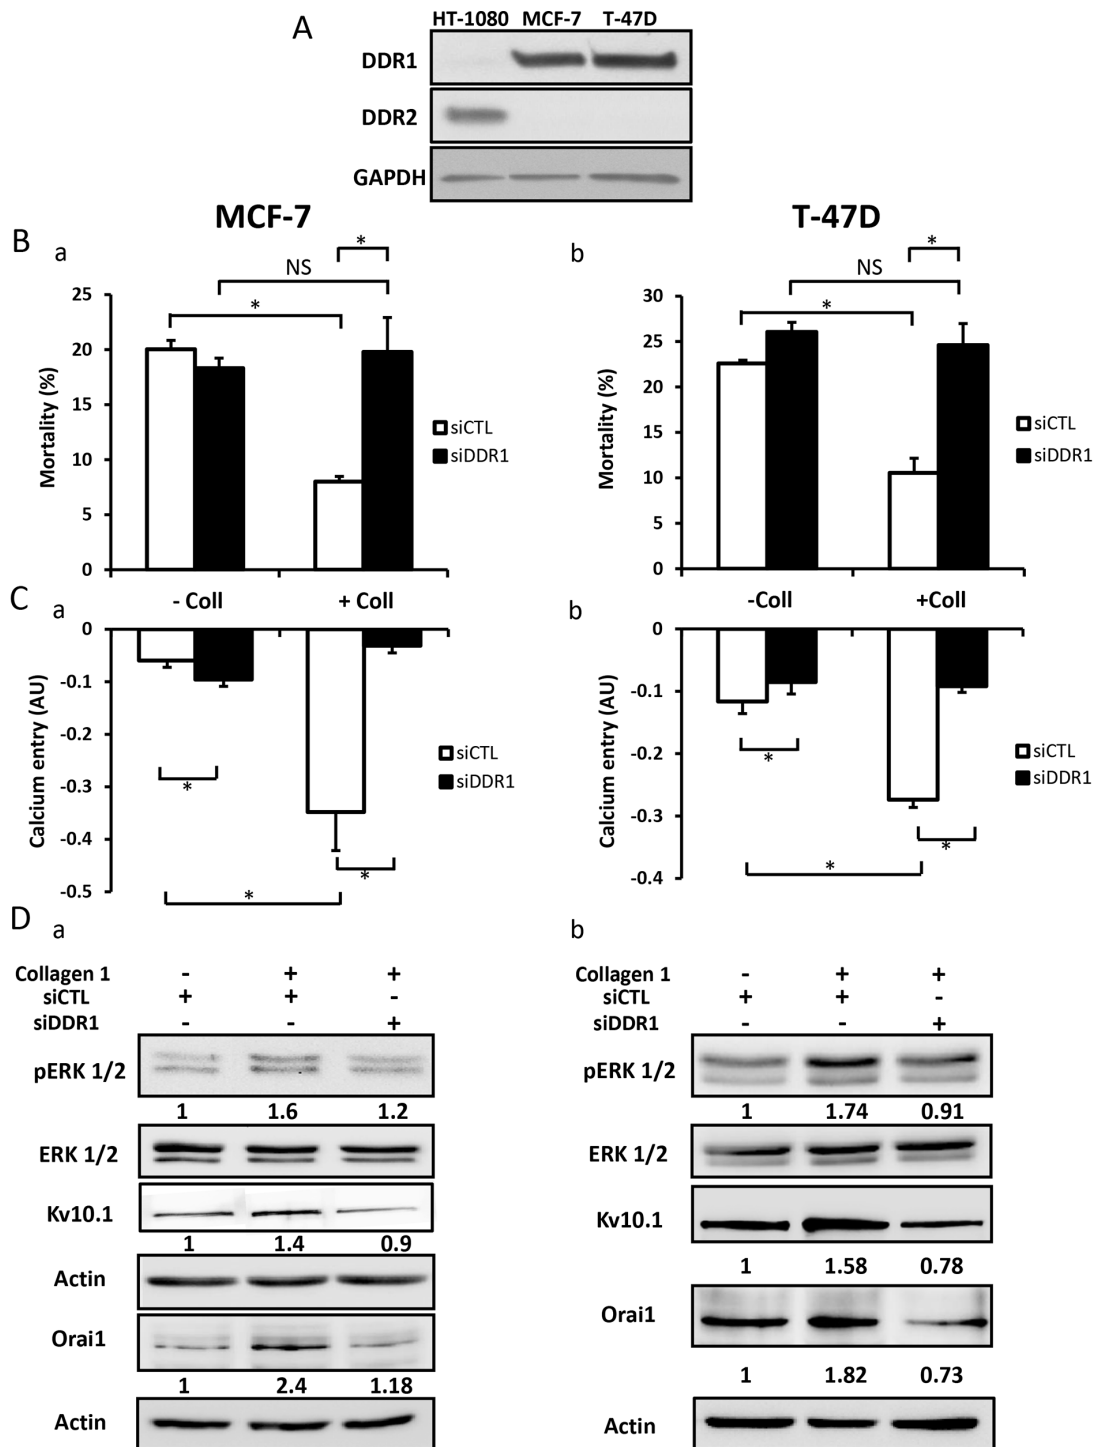 A
HT-1080 MCF-7 T-47D
DDR1
DDR2
GAPDH
MCF-7
T-47D
B
a
*
NS
*
25
20
15
10
5
0
Mortality (%)
siCTL
siDDR1
- Coll
+ Coll
b
*
NS
*
30
25
20
15
10
5
0
Mortality (%)
siCTL
siDDR1
-Coll
+Coll
C
a
0
-0.1
-0.2
-0.3
-0.4
-0.5
Calcium entry (AU)
siCTL
siDDR1
*
*
*
b
0
-0.1
-0.2
-0.3
-0.4
Calcium entry (AU)
siCTL
siDDR1
*
*
*
D
a
Collagen 1 - + +
siCTL + + -
siDDR1 - - +
pERK 1/2
1 1.6 1.2
ERK 1/2
Kv10.1
1 1.4 0.9
Actin
Orai1
1 2.4 1.18
Actin
b
Collagen 1 - + +
siCTL + + -
siDDR1 - - +
pERK 1/2
1 1.74 0.91
ERK 1/2
Kv10.1
1 1.58 0.78
Orai1
1 1.82 0.73
Actin